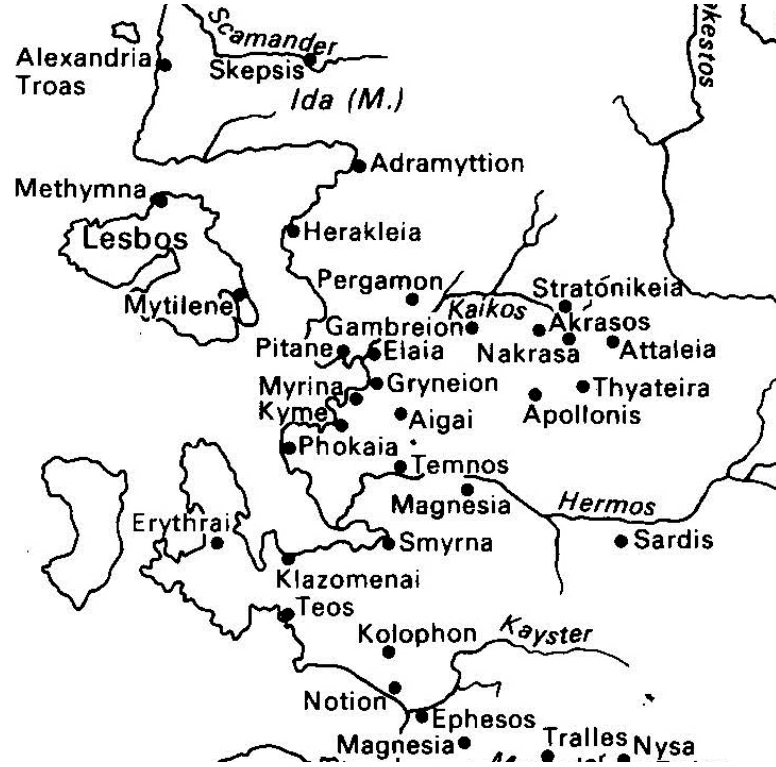 Scamander
kestos
Alexandria
Troas
Skepsis
Ida (M.)
Adramyttion
Methymna
Lesbos
Herakleia
Mytilene
Pergamon
Stratonikeia
Kaikos
Gambreion
Akrasos
Pitane
Elaia
Nakrasa
Attaleia
Myrina
Gryneion
Thyateira
Kyme
Aigai
Apollonis
Phokaia
Temnos
Magnesia
Hermos
Erythrai
Smyrna
Sardis
Klazomenai
Teos
Kolophon
Kayster
Notion
Ephesos
Magnesia
Tralles
Nysa